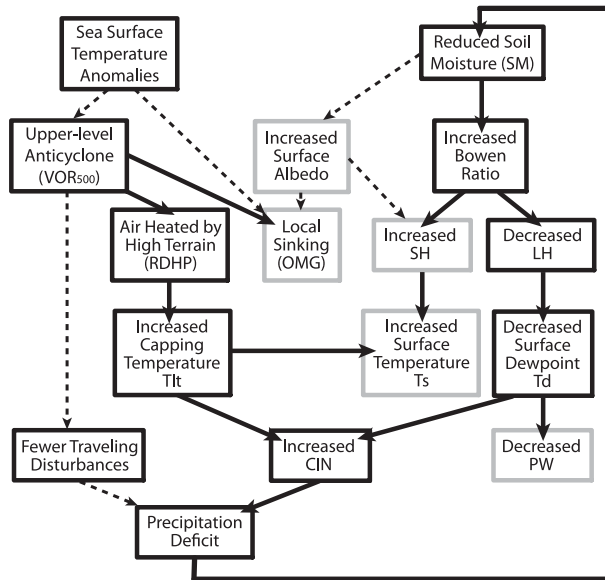 Sea Surface
Temperature
Anomalies
Reduced Soil
Moisture (SM)
Upper-level
Anticyclone
(VOR500)
Increased
Surface
Albedo
Increased
Bowen
Ratio
Air Heated by
High Terrain
(RDHP)
Local
Sinking
(OMG)
Increased
SH
Decreased
LH
Increased
Capping
Temperature
Tlt
Increased
Surface
Temperature
Ts
Decreased
Surface
Dewpoint
Td
Fewer Traveling
Disturbances
Increased
CIN
Decreased
PW
Precipitation
Deficit